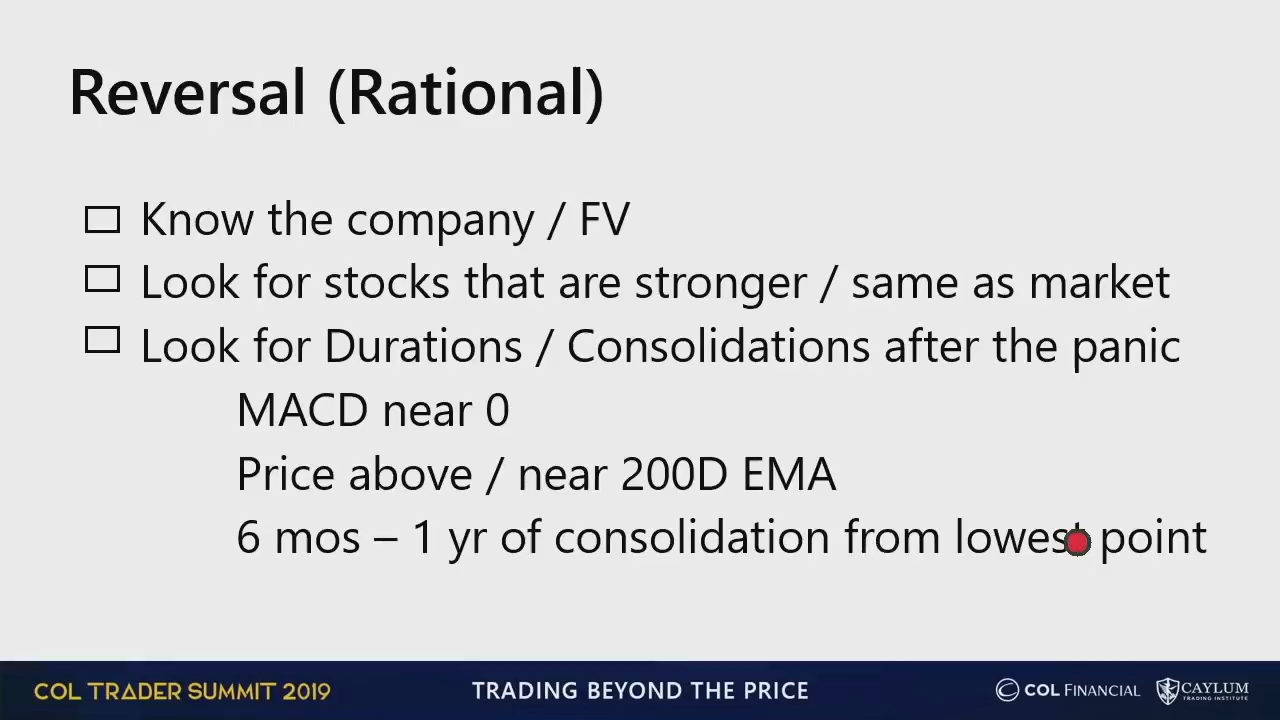 Reversal (Rational)
Know the company / FV
Look for stocks that are stronger / same as market
Look for Durations / Consolidations after the panic
MACD near 0
Price above / near 200D EMA
6 mos – 1 yr of consolidation from lowest point
COL TRADER SUMMIT 2019
TRADING BEYOND THE PRICE
COL FINANCIAL
CAYLUM
TRADING INSTITUTE